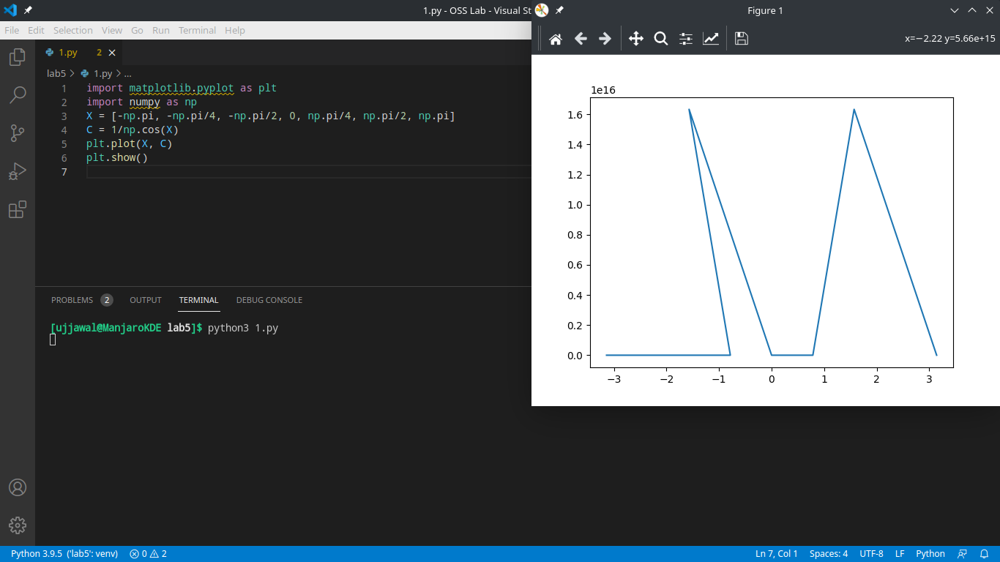 1.py - OSS Lab - Visual St
File Edit Selection View Go Run Terminal Help
1.py 2
lab5 > 1.py > ...
1 import matplotlib.pyplot as plt
2 import numpy as np
3 X = [-np.pi, -np.pi/4, -np.pi/2, 0, np.pi/4, np.pi/2, np.pi]
4 C = 1/np.cos(X)
5 plt.plot(X, C)
6 plt.show()
7
PROBLEMS 2 OUTPUT TERMINAL DEBUG CONSOLE
[ujjawal@ManjaroKDE lab5]$ python3 1.py
Figure 1
x=−2.22 y=5.66e+15
1e16
1.6
1.4
1.2
1.0
0.8
0.6
0.4
0.2
0.0
−3 −2 −1 0 1 2 3
Python 3.9.5 ('lab5': venv) 0 2 Ln 7, Col 1 Spaces: 4 UTF-8 LF Python